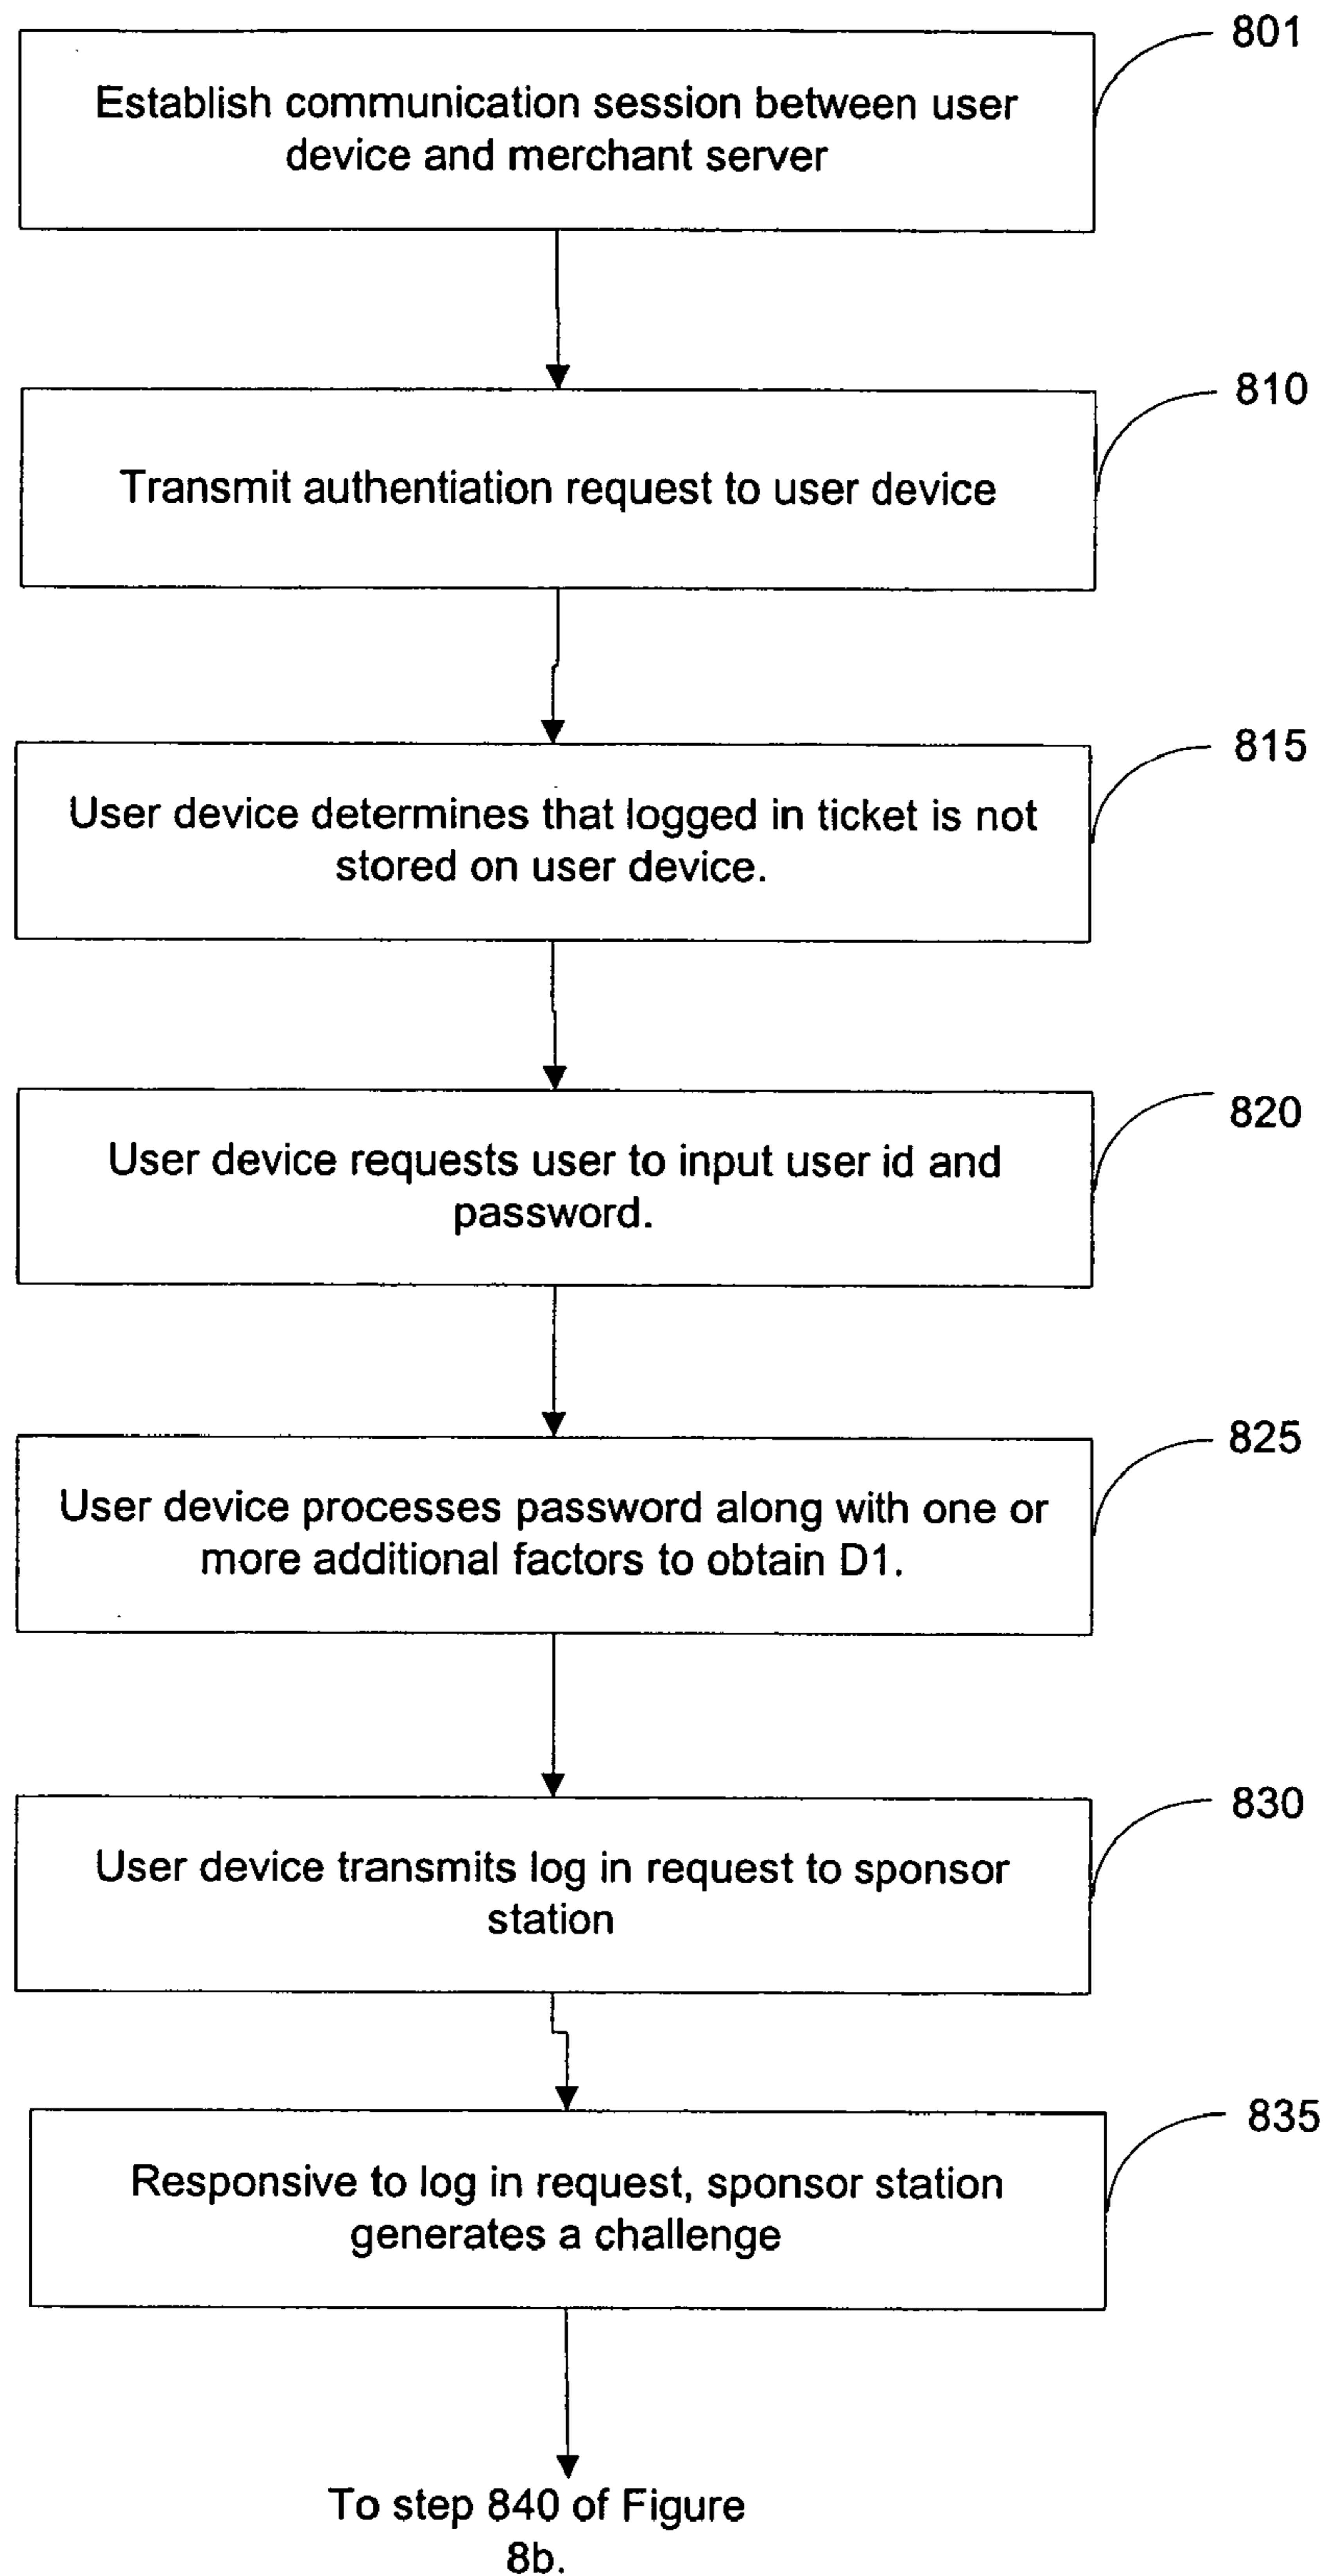 801
Establish communication session between user
device and merchant server
810
Transmit authentiation request to user device
815
User device determines that logged in ticket is not
stored on user device.
820
User device requests user to input user id and
password.
825
User device processes password along with one or
more additional factors to obtain D1.
830
User device transmits log in request to sponsor
station
835
Responsive to log in request, sponsor station
generates a challenge
To step 840 of Figure
8b.